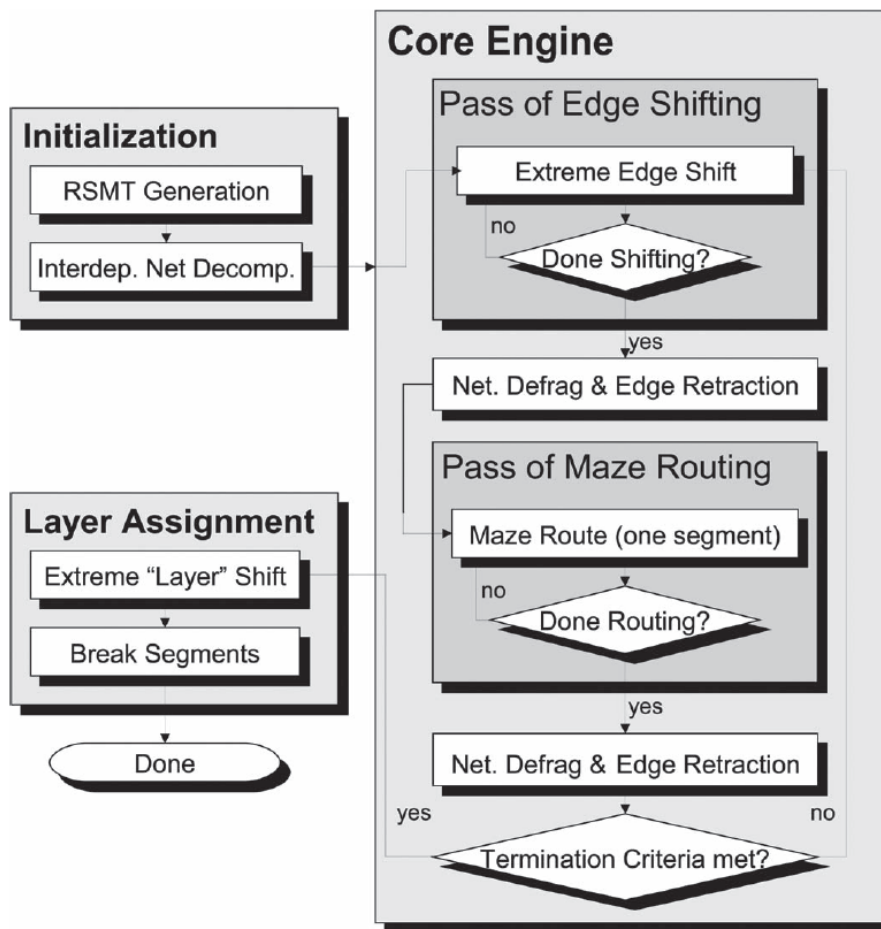 Initialization
RSMT Generation
Interdep. Net Decomp.
Core Engine
Pass of Edge Shifting
Extreme Edge Shift
no
Done Shifting?
yes
Net. Defrag & Edge Retraction
Pass of Maze Routing
Maze Route (one segment)
no
Done Routing?
yes
Net. Defrag & Edge Retraction
yes
no
Termination Criteria met?
Layer Assignment
Extreme “Layer” Shift
Break Segments
Done